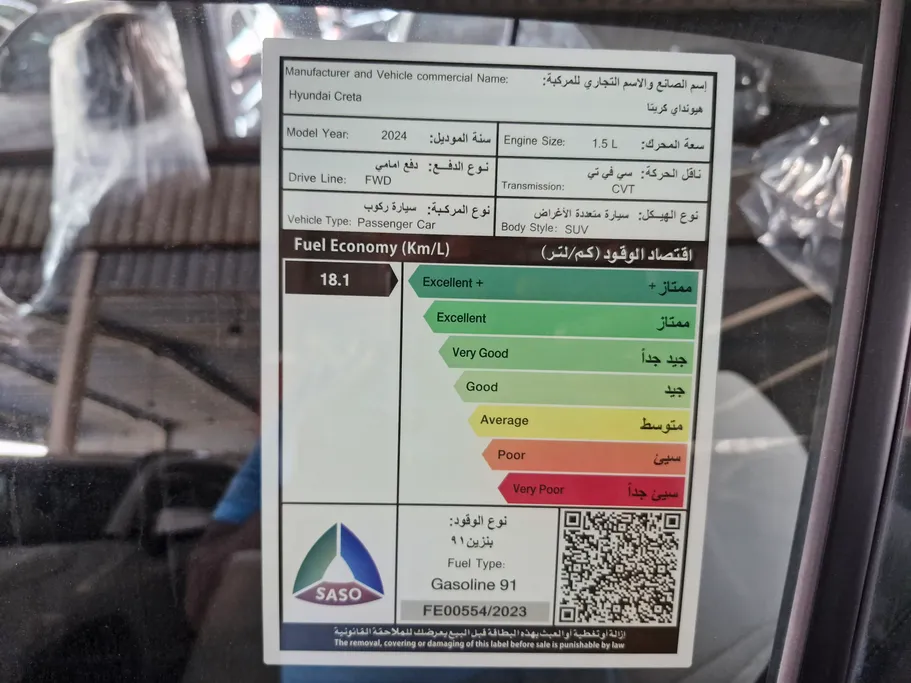 Manufacturer and Vehicle commercial Name: إسم الصانع والاسم التجاري للمركبة:
Hyundai Creta هيونداي كريتا
Model Year: 2024 سنة الموديل:
Engine Size: 1.5 L سعة المحرك:
نوع الدفـع: دفع امامي
Drive Line: FWD
ناقل الحركة: سي في تي
Transmission: CVT
نوع المركبة: سيارة ركوب
Vehicle Type: Passenger Car
نوع الهيكل: سيارة متعددة الأغراض
Body Style: SUV
Fuel Economy (Km/L) اقتصاد الوقود (كم/لتر)
18.1
Excellent + ممتاز +
Excellent ممتاز
Very Good جيد جداً
Good جيد
Average متوسط
Poor سيئ
Very Poor سيئ جداً
SASO
نوع الوقود:
بنزين ٩١
Fuel Type:
Gasoline 91
FE00554/2023
إزالة أو تغطية أو العبث بهذه البطاقة قبل البيع يعرضك للملاحقة القانونية
The removal, covering or damaging of this label before sale is punishable by law